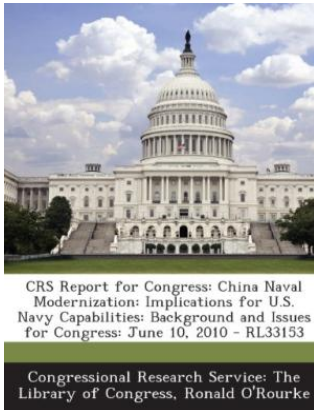 CRS Report for Congress: China Naval
Modernization: Implications for U.S.
Navy Capabilities: Background and Issues
for Congress: June 10, 2010 - RL33153
Congressional Research Service: The
Library of Congress, Ronald O'Rourke